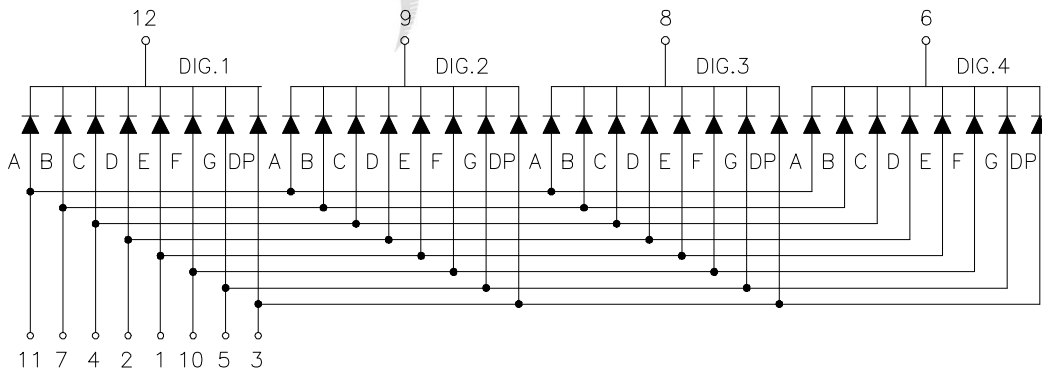 12 9 8 6
DIG.1 DIG.2 DIG.3 DIG.4
A B C D E F G DP A B C D E F G DP A B C D E F G DP A B C D E F G DP
11 7 4 2 1 10 5 3